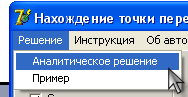 Нахождение точки пере
Решение Инструкция Об авто
Аналитическое решение
Пример